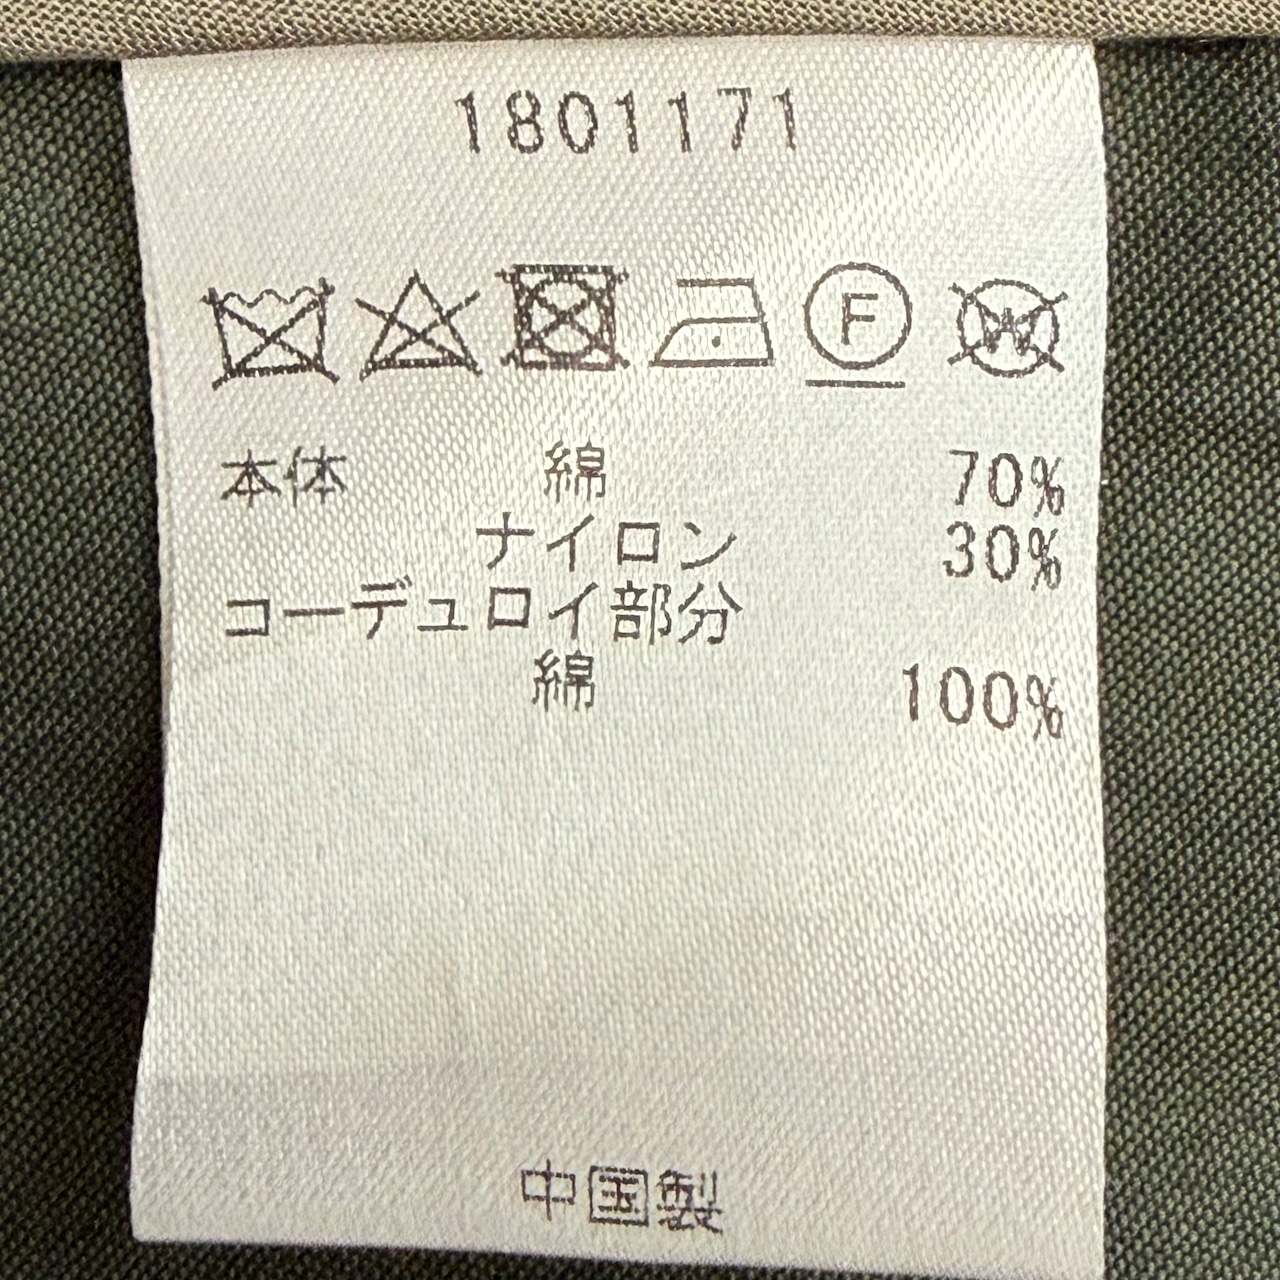 1801171
F W
本体 綿 70%
ナイロン 30%
コーデュロイ部分
綿 100%
中国製